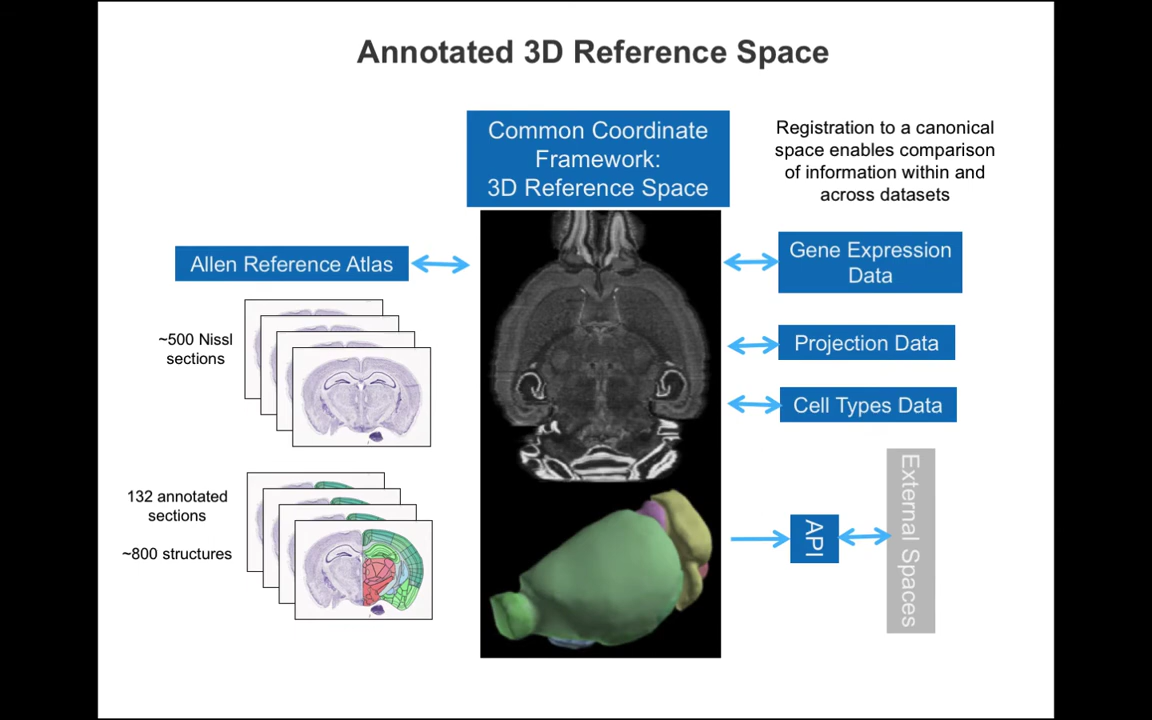 Annotated 3D Reference Space
Common Coordinate
Framework:
3D Reference Space
Registration to a canonical
space enables comparison
of information within and
across datasets
Allen Reference Atlas
Gene Expression
Data
~500 Nissl
sections
Projection Data
Cell Types Data
132 annotated
sections
~800 structures
API
External Spaces